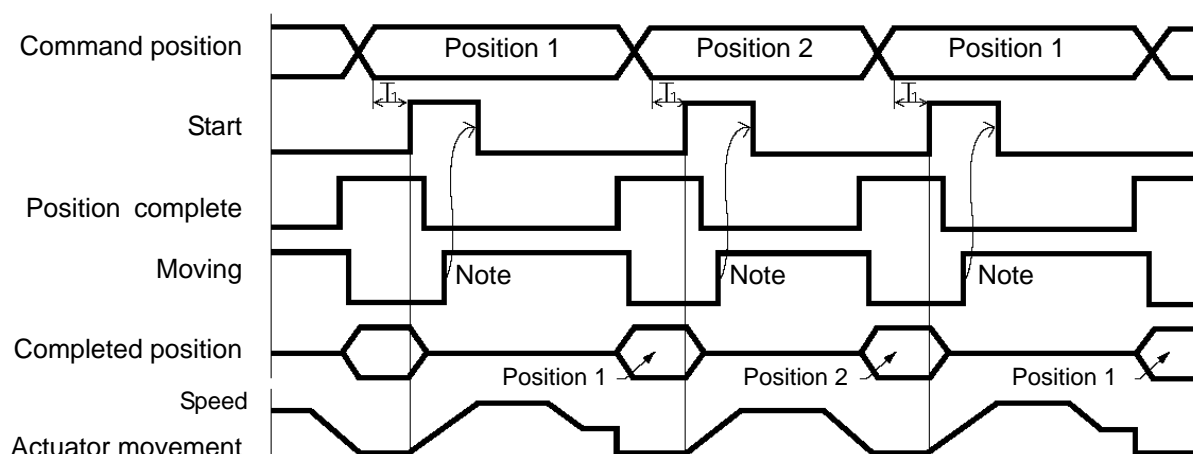 Command position
Position 1
Position 2
Position 1
T1
T1
T1
Start
Position complete
Moving
Note
Note
Note
Completed position
Position 1
Position 2
Position 1
Speed
Actuator movement